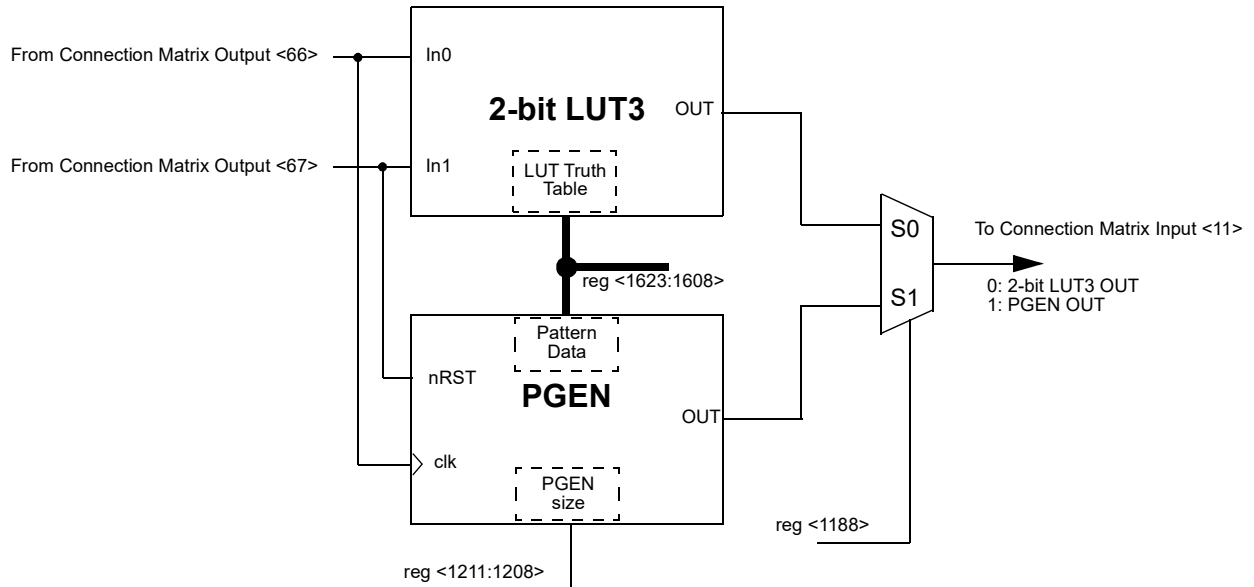 From Connection Matrix Output <66>
In0
2-bit LUT3
OUT
From Connection Matrix Output <67>
In1
LUT Truth
Table
S0
To Connection Matrix Input <11>
reg <1623:1608>
0: 2-bit LUT3 OUT
1: PGEN OUT
S1
Pattern
Data
nRST
PGEN
OUT
clk
PGEN
size
reg <1188>
reg <1211:1208>